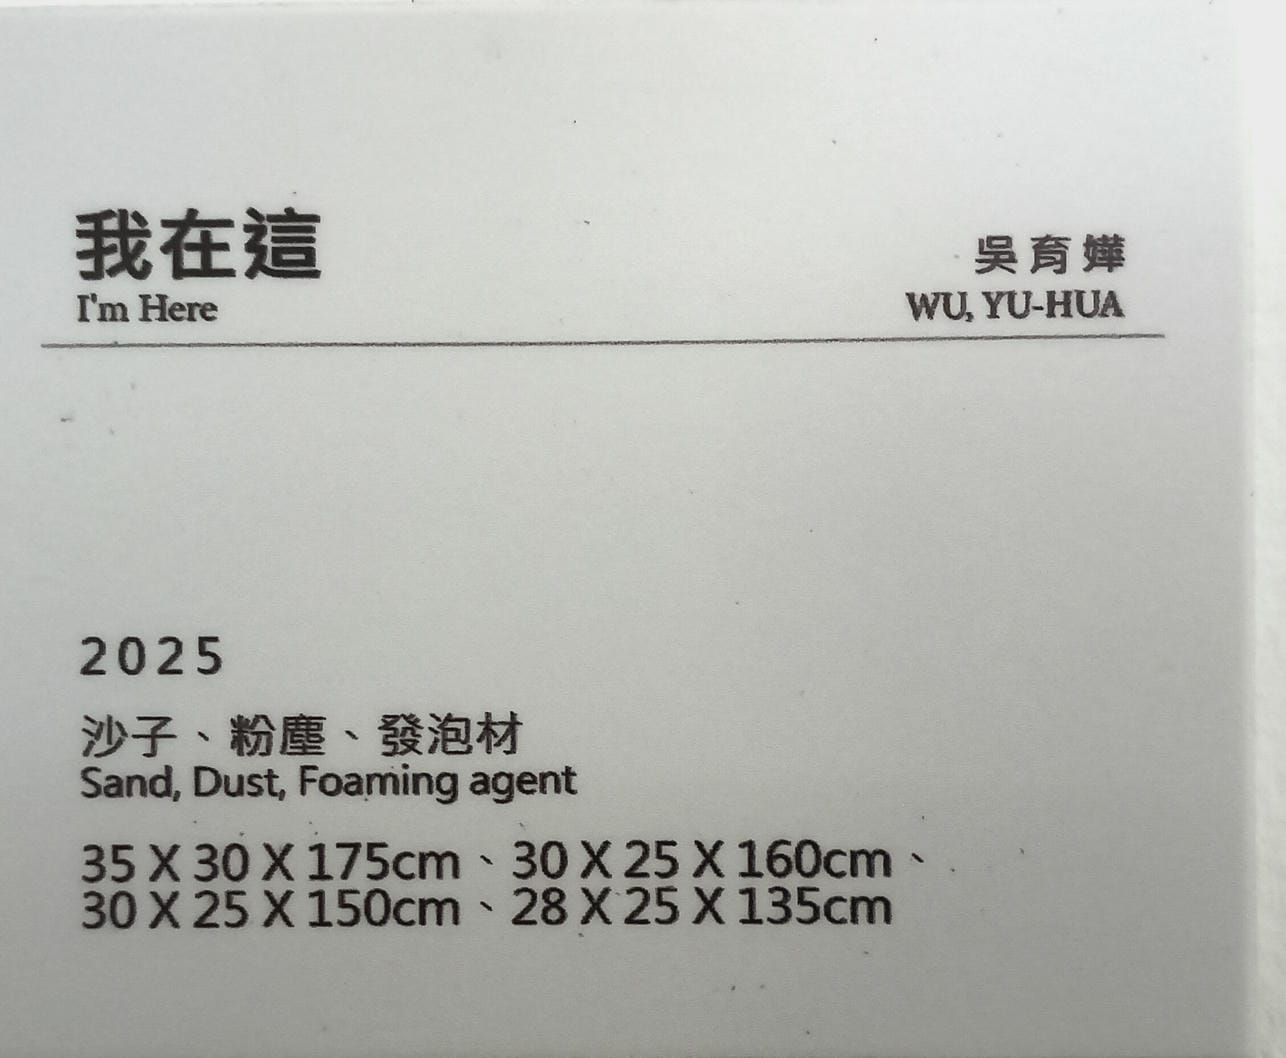 我在這
I'm Here
吳育嬅
WU, YU-HUA
2025
沙子、粉塵、發泡材
Sand, Dust, Foaming agent
35 X 30 X 175cm、30 X 25 X 160cm、
30 X 25 X 150cm、28 X 25 X 135cm